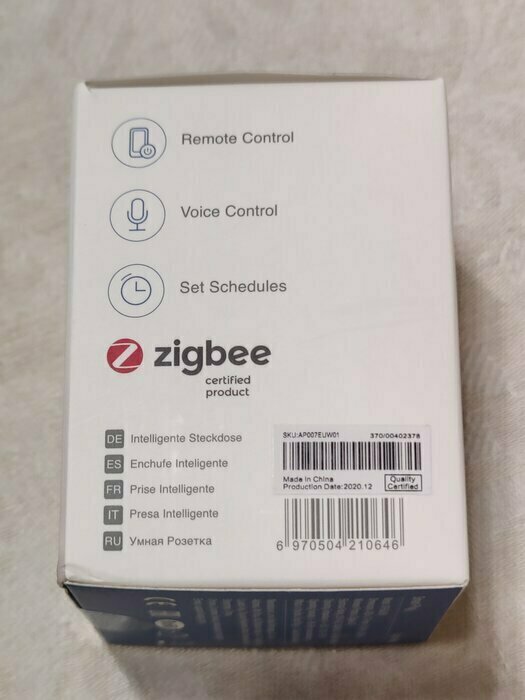 Remote Control
Voice Control
Set Schedules
zigbee
certified
product
DE Intelligente Steckdose
ES Enchufe Inteligente
FR Prise Intelligente
IT Presa Intelligente
RU Умная Розетка
SKU:AP007EUW01 370/00402378
Made in China
Production Date:2020.12
Quality
Certified
6 970504 210646